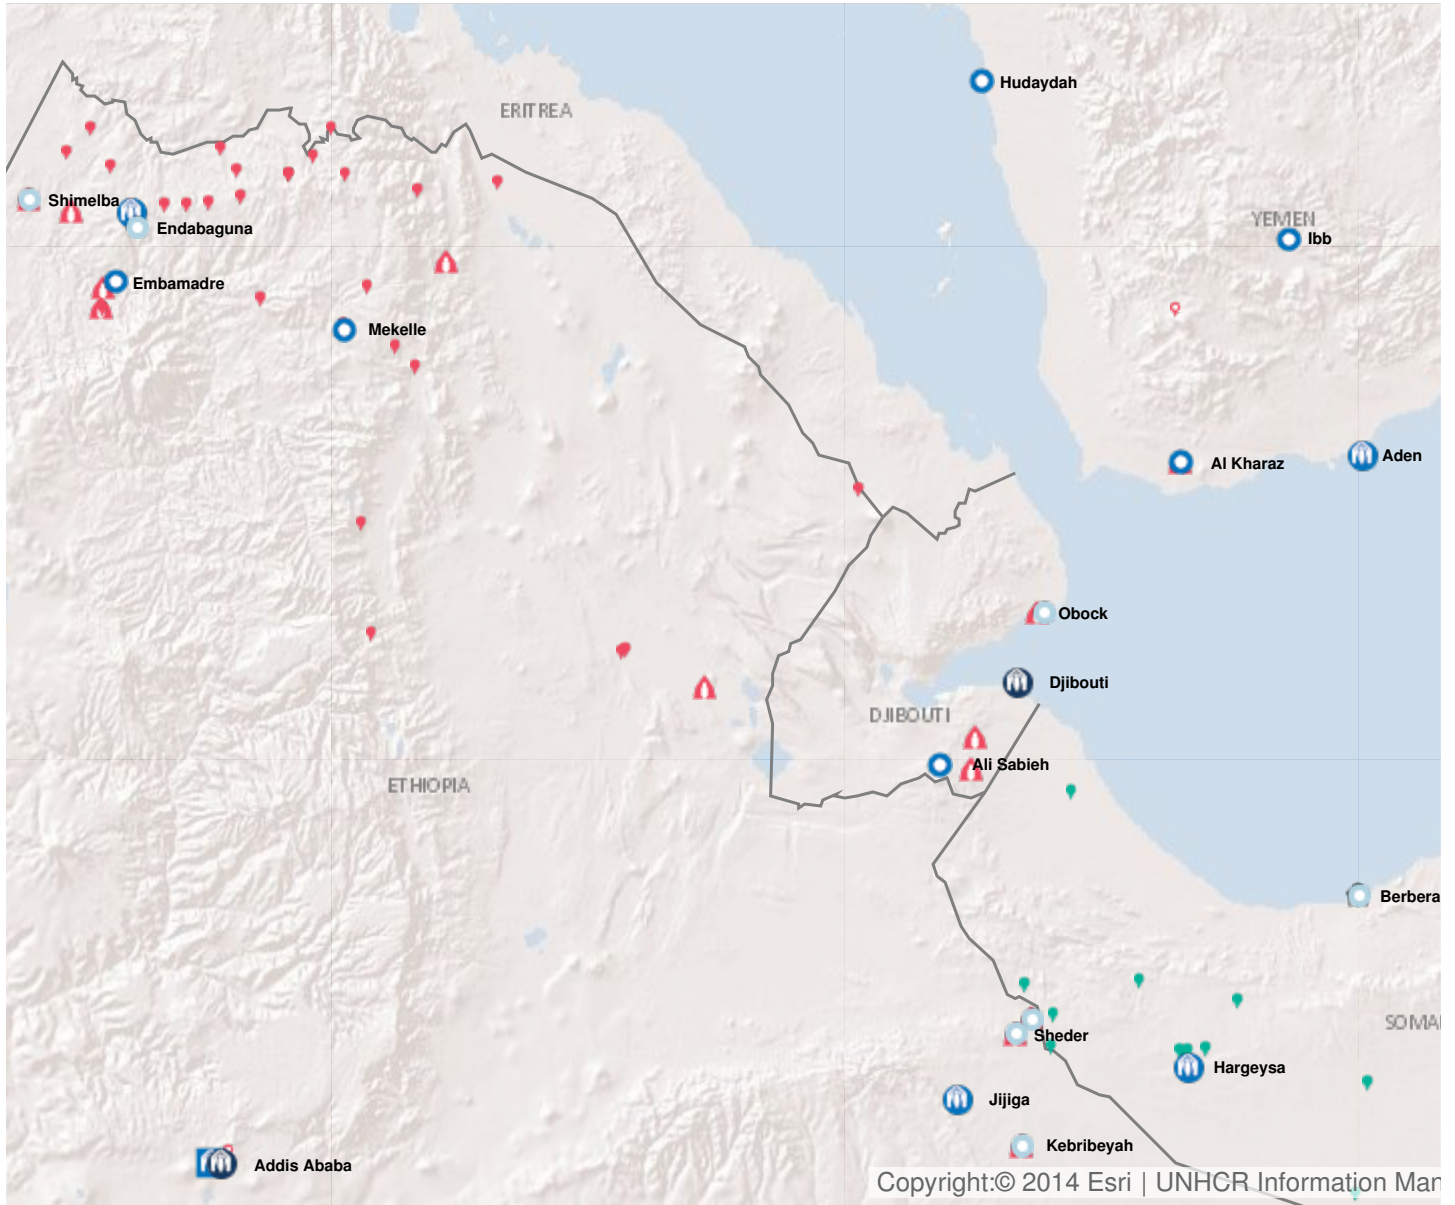 Hudaydah
ERITREA
Shimelba
YEMEN
Endabaguna
Ibb
Embamadre
Mekelle
Aden
Al Kharaz
Obock
Djibouti
DJIBOUTI
Ali Sabieh
ETHIOPIA
Berbera
SOMA
Sheder
Hargeysa
Jijiga
Kebribeyah
Addis Ababa
Copyright:© 2014 Esri | UNHCR Information Man